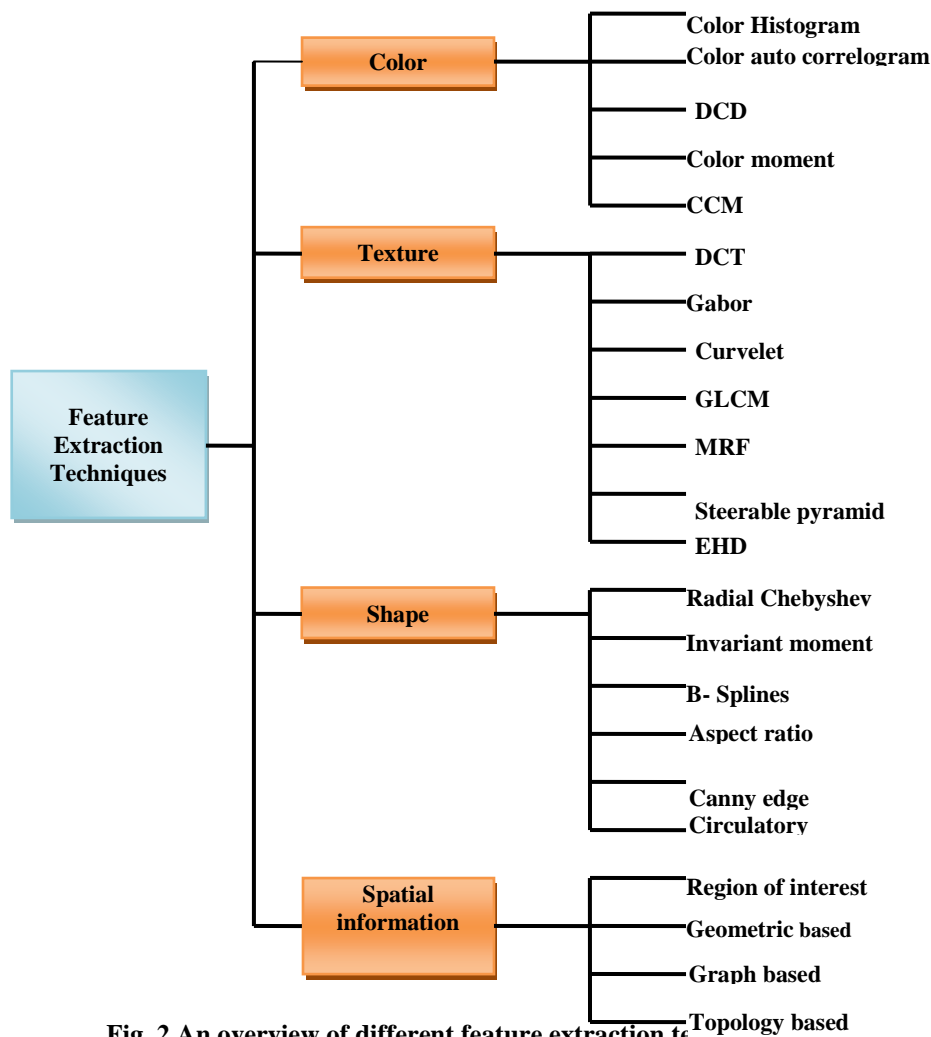 Color
Color Histogram
Color auto correlogram
DCD
Color moment
CCM
Texture
DCT
Gabor
Curvelet
GLCM
MRF
Steerable pyramid
EHD
Feature
Extraction
Techniques
Shape
Radial Chebyshev
Invariant moment
B- Splines
Aspect ratio
Canny edge
Circulatory
Spatial
information
Region of interest
Geometric based
Graph based
Topology based
Fig. 2 An overview of different feature extraction